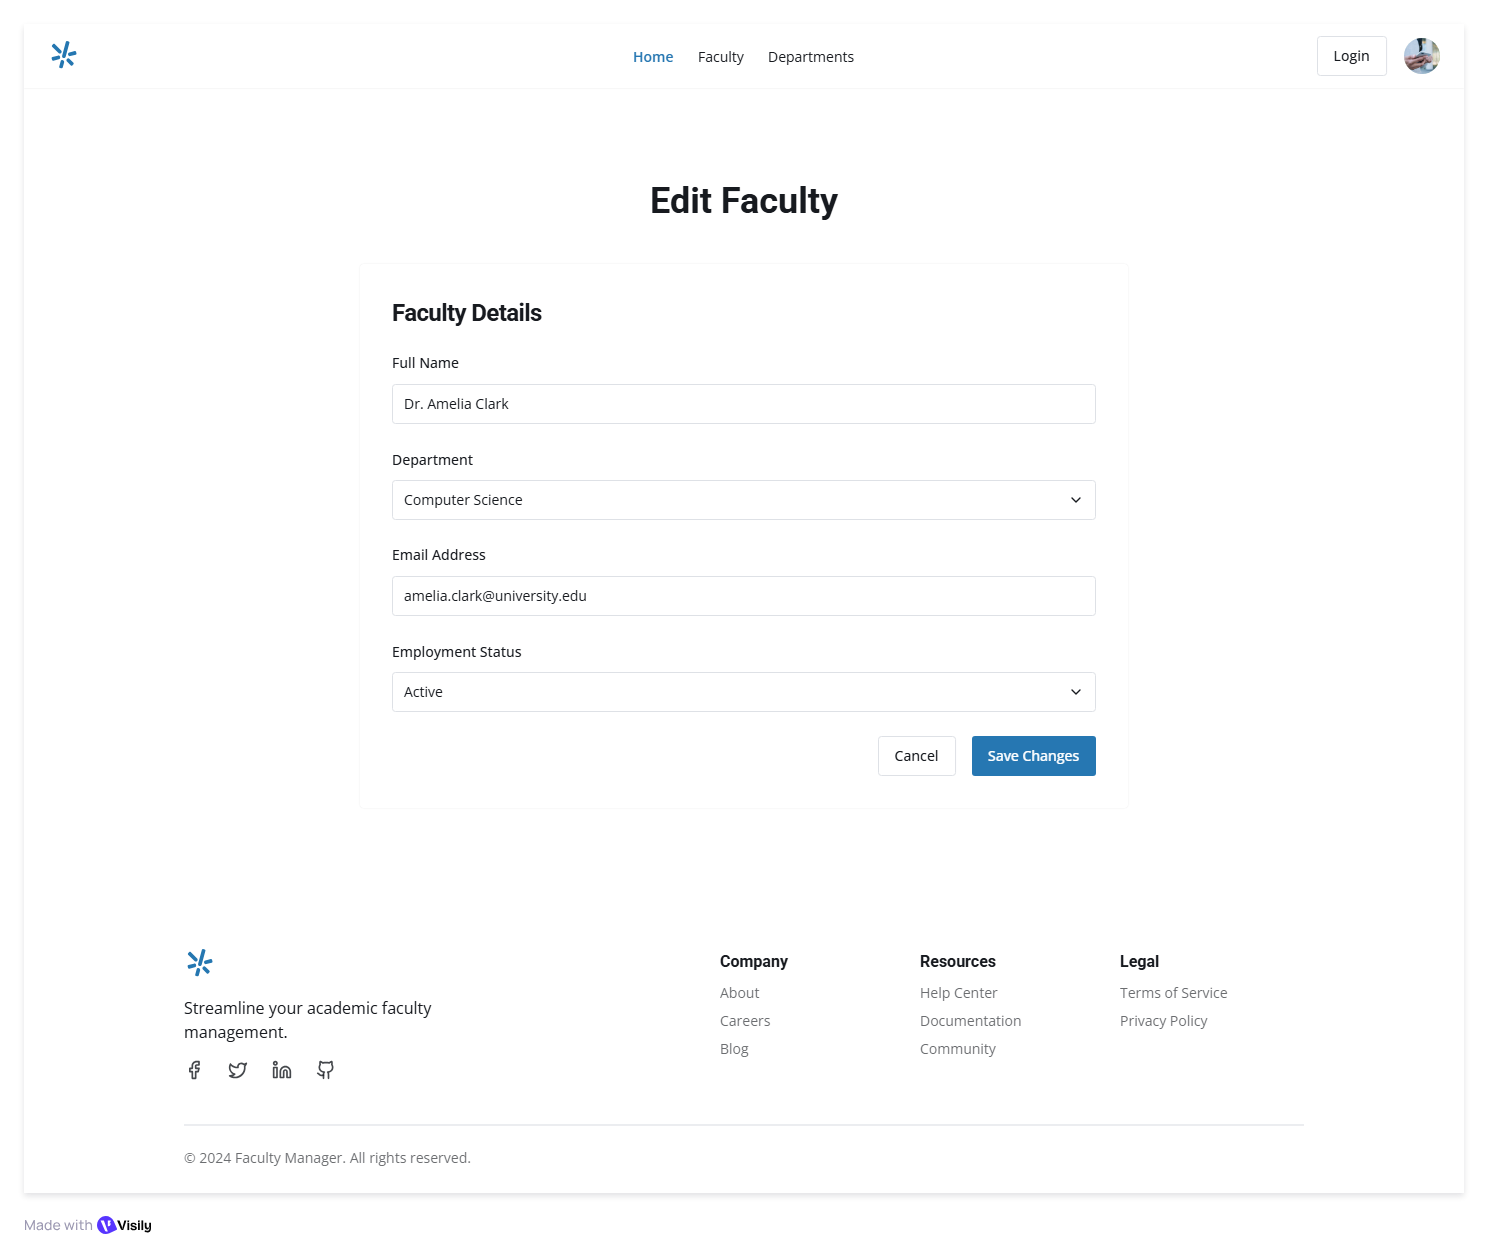 Home Faculty Departments Login
Edit Faculty
Faculty Details
Full Name
Dr. Amelia Clark
Department
Computer Science
Email Address
amelia.clark@university.edu
Employment Status
Active
Cancel Save Changes
Streamline your academic faculty
management.
Company
About
Careers
Blog
Resources
Help Center
Documentation
Community
Legal
Terms of Service
Privacy Policy
© 2024 Faculty Manager. All rights reserved.
Made with Visily